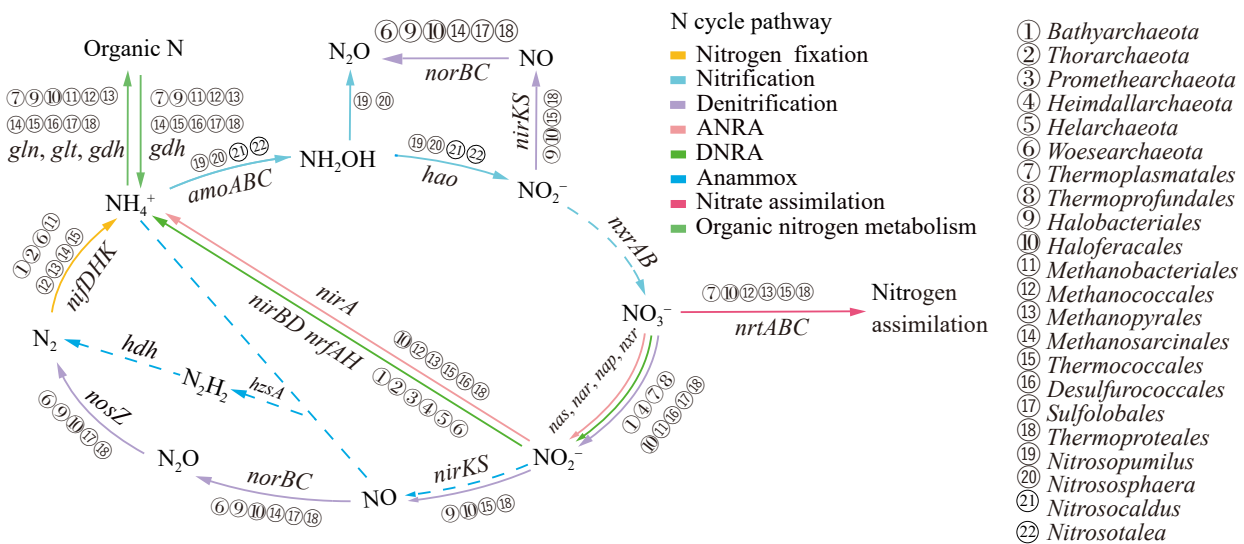 Organic N
⑦⑨⑩⑪⑫⑬
⑭⑮⑯⑰⑱
gln, glt, gdh
⑦⑨⑪⑫⑬
⑭⑮⑯⑰⑱
gdh
NH₄⁺
⑲⑳㉑㉒
amoABC
NH₂OH
⑲ ⑳
N₂O
⑥⑨⑩⑭⑰⑱
norBC
NO
nirKS
⑨⑩⑮⑱
⑲⑳㉑㉒
hao
NO₂⁻
nxrAB
NO₃⁻
⑦⑩⑫⑬⑮⑱
nrtABC
Nitrogen
assimilation
nas, nar, nap, nxr
①④⑦⑧
⑩⑪⑯⑰⑱
NO₂⁻
nirA
⑩⑫⑬⑮⑯⑱
nirBD nrfAH
①②③④⑤⑥
nirKS
⑨⑩⑮⑱
NO
norBC
⑥⑨⑩⑭⑰⑱
N₂O
nosZ
⑥⑨⑩⑰⑱
N₂
hdh
N₂H₂
hzsA
①②⑥⑪
⑫⑬⑭⑮
nifDHK
N cycle pathway
Nitrogen fixation
Nitrification
Denitrification
ANRA
DNRA
Anammox
Nitrate assimilation
Organic nitrogen metabolism
① Bathyarchaeota
② Thorarchaeota
③ Promethearchaeota
④ Heimdallarchaeota
⑤ Helarchaeota
⑥ Woesearchaeota
⑦ Thermoplasmatales
⑧ Thermoprofundales
⑨ Halobacteriales
⑩ Haloferacales
⑪ Methanobacteriales
⑫ Methanococcales
⑬ Methanopyrales
⑭ Methanosarcinales
⑮ Thermococcales
⑯ Desulfurococcales
⑰ Sulfolobales
⑱ Thermoproteales
⑲ Nitrosopumilus
⑳ Nitrososphaera
㉑ Nitrosocaldus
㉒ Nitrosotalea